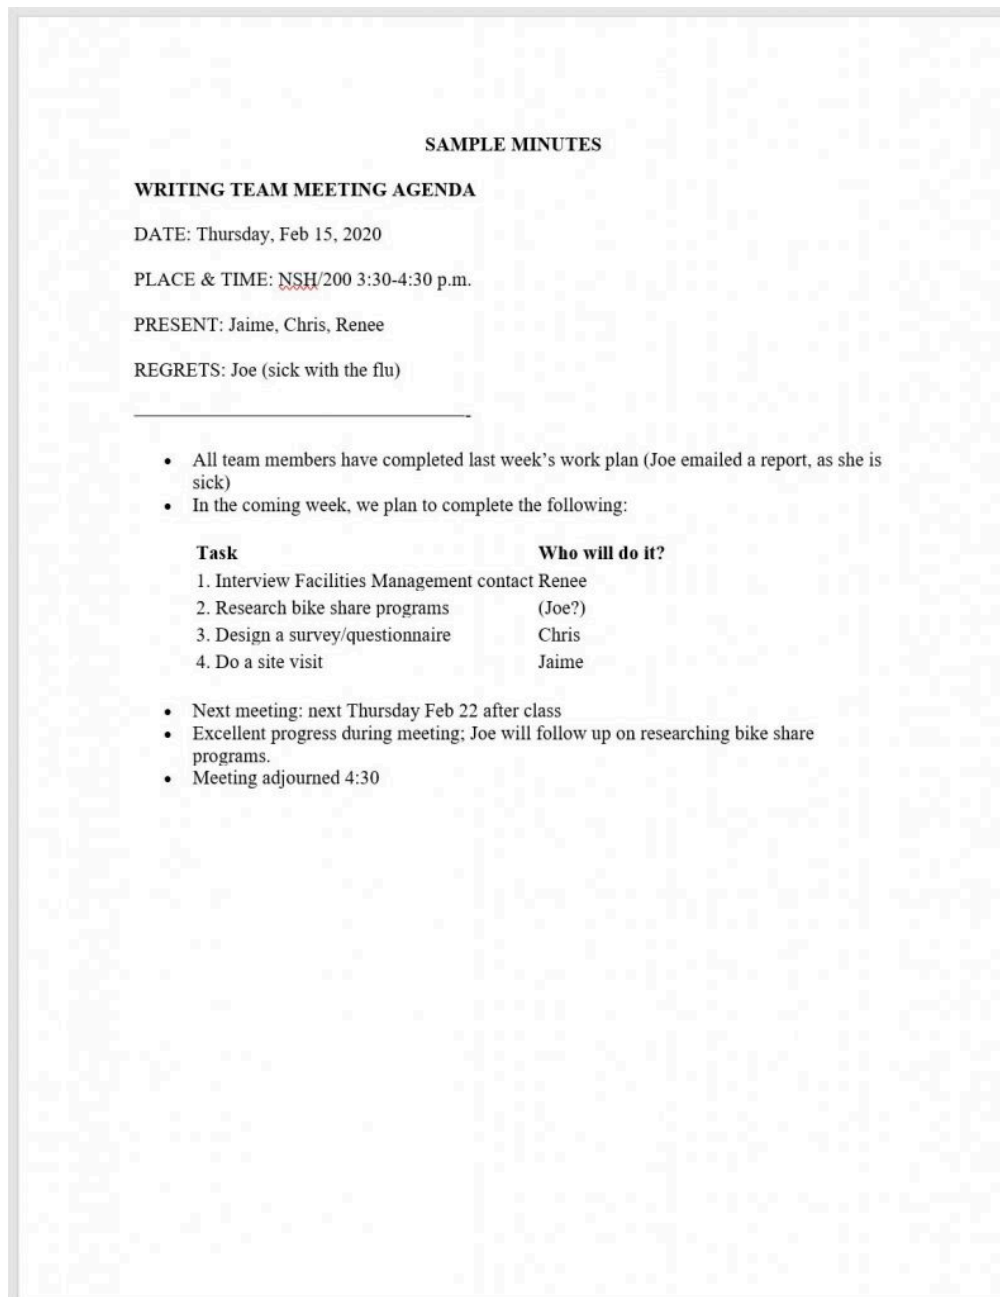 SAMPLE MINUTES
WRITING TEAM MEETING AGENDA
DATE: Thursday, Feb 15, 2020
PLACE & TIME: NSH/200 3:30-4:30 p.m.
PRESENT: Jaime, Chris, Renee
REGRETS: Joe (sick with the flu)
• All team members have completed last week’s work plan (Joe emailed a report, as she is
sick)
• In the coming week, we plan to complete the following:
Task Who will do it?
1. Interview Facilities Management contact Renee
2. Research bike share programs (Joe?)
3. Design a survey/questionnaire Chris
4. Do a site visit Jaime
• Next meeting: next Thursday Feb 22 after class
• Excellent progress during meeting; Joe will follow up on researching bike share
programs.
• Meeting adjourned 4:30